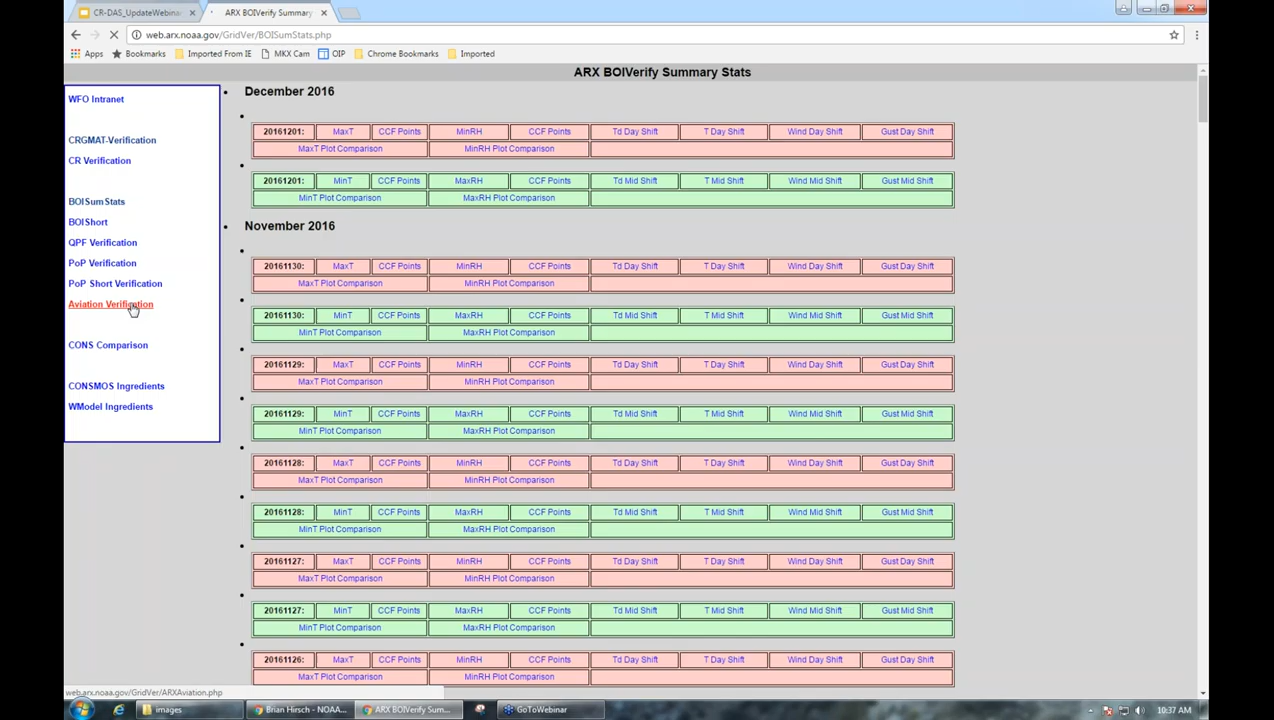 CR-DAS_UpdateWebinar ×
ARX BOIVerify Summary ×
web.arx.noaa.gov/GridVer/BOISumStats.php
Apps Bookmarks Imported From IE MKX Cam OIP Chrome Bookmarks Imported
ARX BOIVerify Summary Stats
WFO Intranet
CRGMAT-Verification
CR Verification
BOISumStats
BOIShort
QPF Verification
PoP Verification
PoP Short Verification
Aviation Verification
CONS Comparison
CONSMOS Ingredients
WModel Ingredients
December 2016
20161201: MaxT CCF Points MinRH CCF Points Td Day Shift T Day Shift Wind Day Shift Gust Day Shift
MaxT Plot Comparison MinRH Plot Comparison
20161201: MinT CCF Points MaxRH CCF Points Td Mid Shift T Mid Shift Wind Mid Shift Gust Mid Shift
MinT Plot Comparison MaxRH Plot Comparison
November 2016
20161130: MaxT CCF Points MinRH CCF Points Td Day Shift T Day Shift Wind Day Shift Gust Day Shift
MaxT Plot Comparison MinRH Plot Comparison
20161130: MinT CCF Points MaxRH CCF Points Td Mid Shift T Mid Shift Wind Mid Shift Gust Mid Shift
MinT Plot Comparison MaxRH Plot Comparison
20161129: MaxT CCF Points MinRH CCF Points Td Day Shift T Day Shift Wind Day Shift Gust Day Shift
MaxT Plot Comparison MinRH Plot Comparison
20161129: MinT CCF Points MaxRH CCF Points Td Mid Shift T Mid Shift Wind Mid Shift Gust Mid Shift
MinT Plot Comparison MaxRH Plot Comparison
20161128: MaxT CCF Points MinRH CCF Points Td Day Shift T Day Shift Wind Day Shift Gust Day Shift
MaxT Plot Comparison MinRH Plot Comparison
20161128: MinT CCF Points MaxRH CCF Points Td Mid Shift T Mid Shift Wind Mid Shift Gust Mid Shift
MinT Plot Comparison MaxRH Plot Comparison
20161127: MaxT CCF Points MinRH CCF Points Td Day Shift T Day Shift Wind Day Shift Gust Day Shift
MaxT Plot Comparison MinRH Plot Comparison
20161127: MinT CCF Points MaxRH CCF Points Td Mid Shift T Mid Shift Wind Mid Shift Gust Mid Shift
MinT Plot Comparison MaxRH Plot Comparison
20161126: MaxT CCF Points MinRH CCF Points Td Day Shift T Day Shift Wind Day Shift Gust Day Shift
MaxT Plot Comparison MinRH Plot Comparison
web.arx.noaa.gov/GridVer/ARXAviation.php
images
Brian Hirsch - NOAA...
ARX BOIVerify Sum...
GoToWebinar
10:37 AM